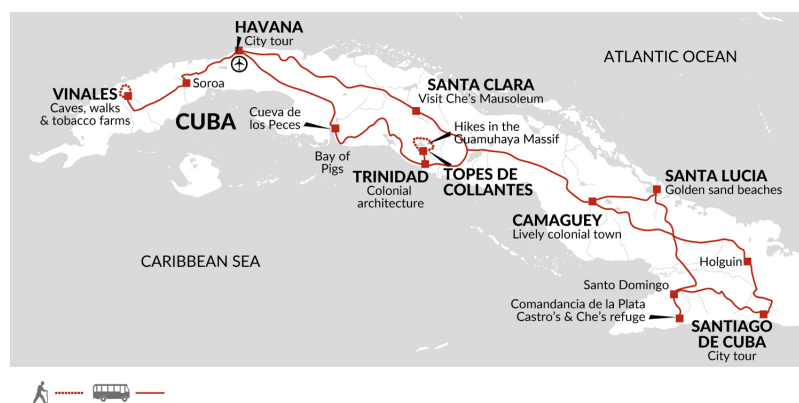 HAVANA
City tour
ATLANTIC OCEAN
VINALES
Caves, walks
& tobacco farms
Soroa
SANTA CLARA
Visit Che's Mausoleum
CUBA
Cueva de
los Peces
Hikes in the
Guamuhaya Massif
Bay of
Pigs
TRINIDAD
Colonial
architecture
TOPES DE
COLLANTES
SANTA LUCIA
Golden sand beaches
CAMAGUEY
Lively colonial town
CARIBBEAN SEA
Holguin
Santo Domingo
Comandancia de la Plata
Castro's & Che's refuge
SANTIAGO
DE CUBA
City tour